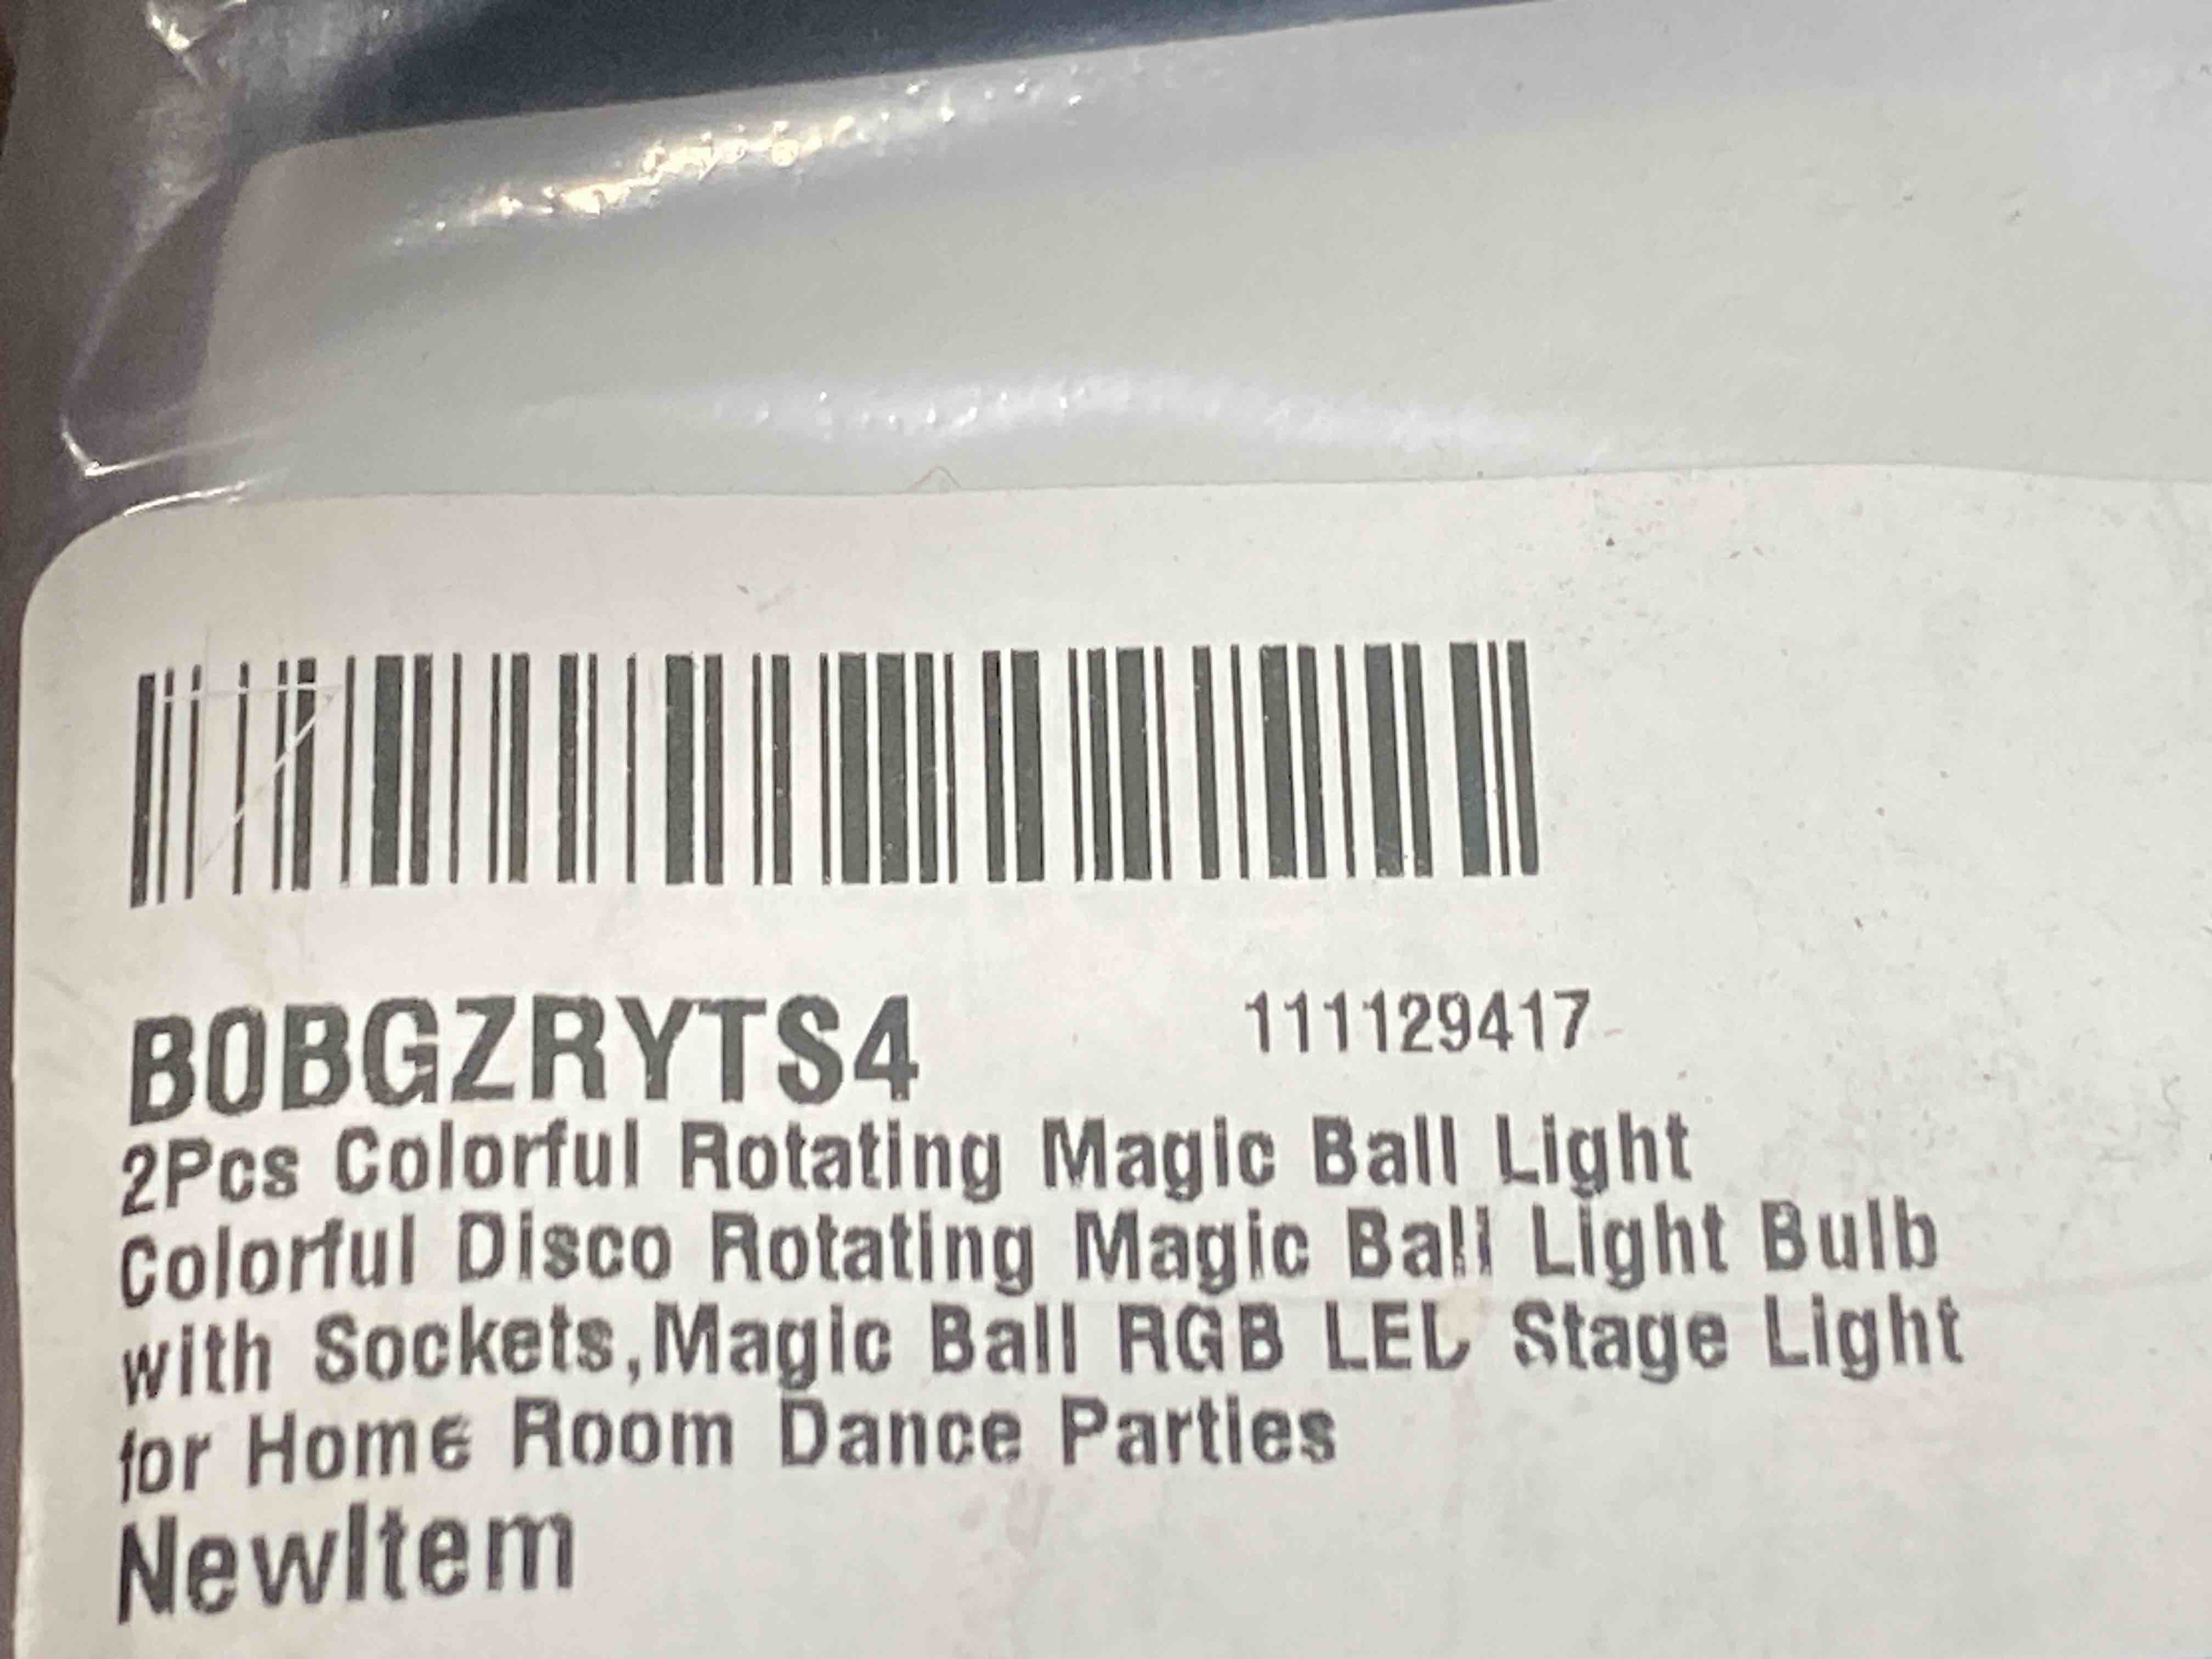 B0BGZRYTS4 111129417
2Pcs Colorful Rotating Magic Ball Light
Colorful Disco Rotating Magic Ball Light Bulb
with Sockets,Magic Ball RGB LED Stage Light
for Home Room Dance Parties
NewItem